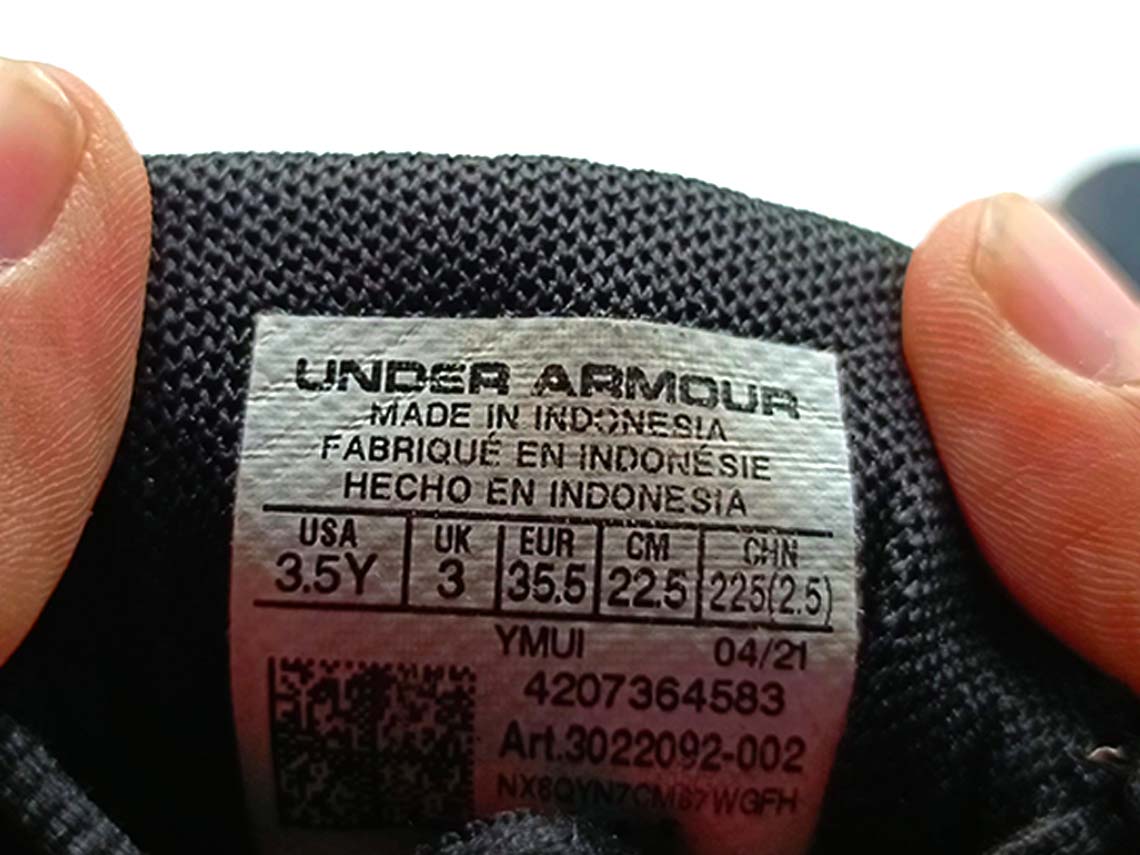 UNDER ARMOUR
MADE IN INDONESIA
FABRIQUÉ EN INDONÉSIE
HECHO EN INDONESIA
USA UK EUR CM CHN
3.5Y 3 35.5 22.5 225(2.5)
YMUI 04/21
4207364583
Art.3022092-002